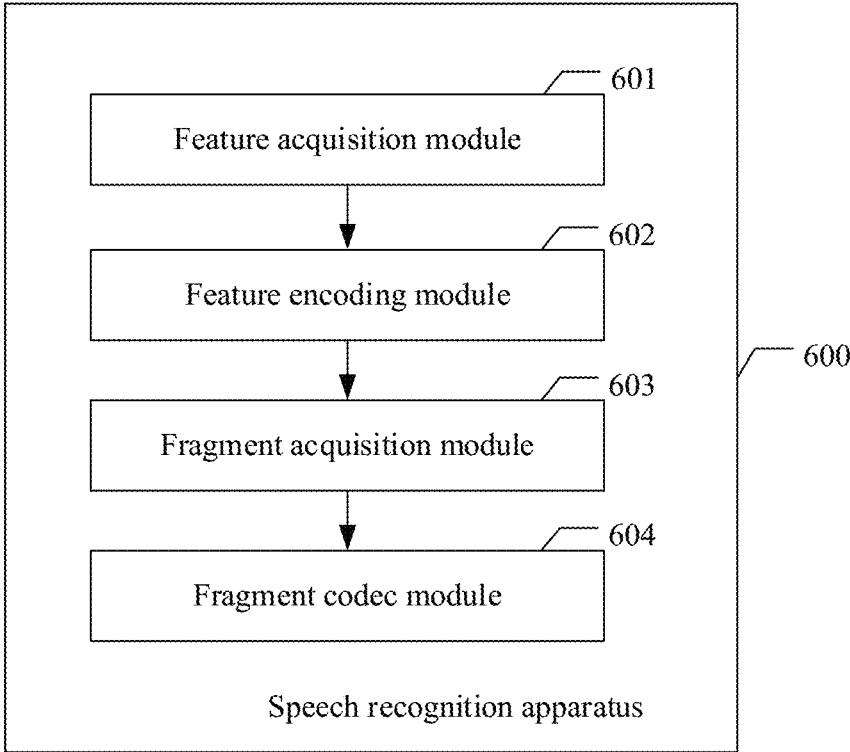 601
Feature acquisition module
602
Feature encoding module
600
603
Fragment acquisition module
604
Fragment codec module
Speech recognition apparatus